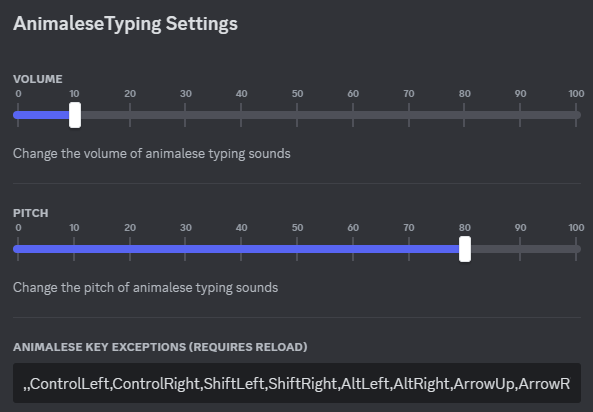 AnimaleseTyping Settings
VOLUME
0 10 20 30 40 50 60 70 80 90 100
Change the volume of animalese typing sounds
PITCH
0 10 20 30 40 50 60 70 80 90 100
Change the pitch of animalese typing sounds
ANIMALESE KEY EXCEPTIONS (REQUIRES RELOAD)
,,ControlLeft,ControlRight,ShiftLeft,ShiftRight,AltLeft,AltRight,ArrowUp,ArrowR